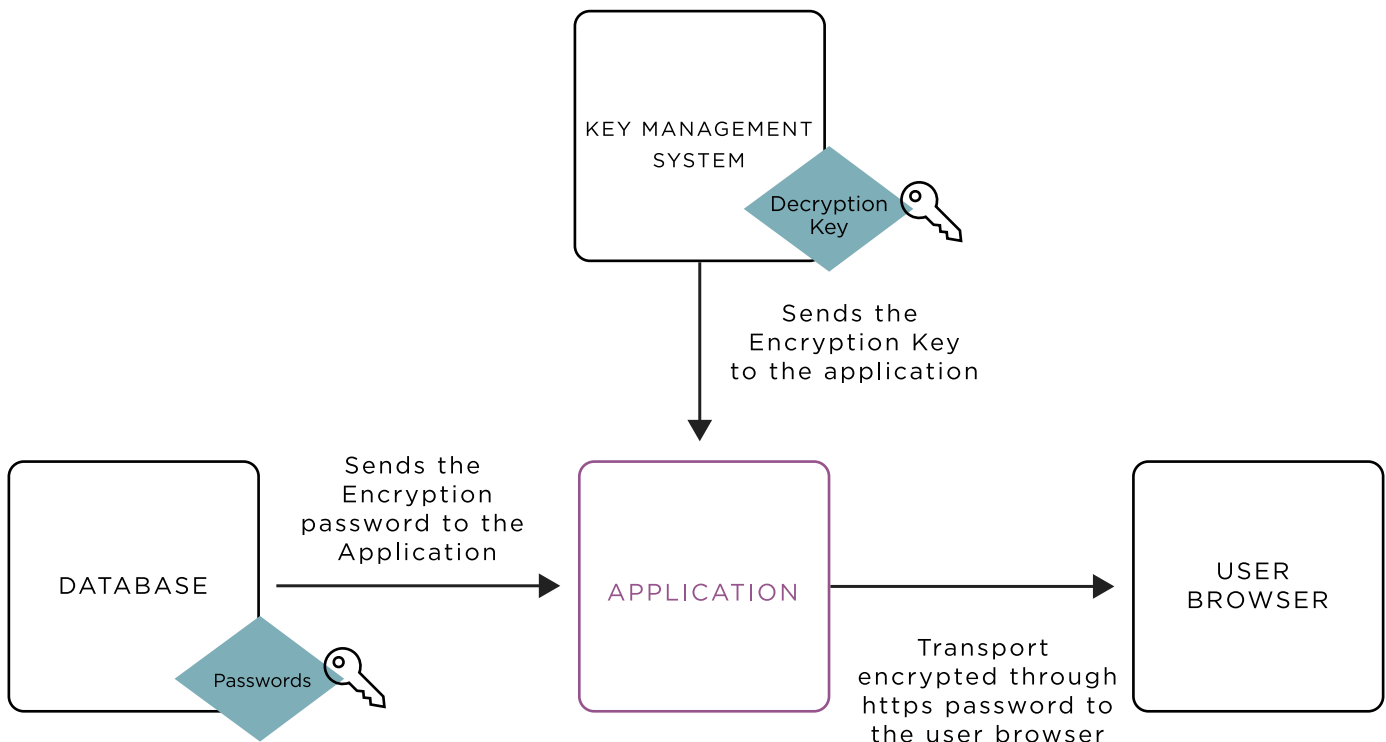 KEY MANAGEMENT
SYSTEM
Decryption
Key
Sends the
Encryption Key
to the application
Sends the
Encryption
password to the
Application
DATABASE
Passwords
APPLICATION
USER
BROWSER
Transport
encrypted through
https password to
the user browser